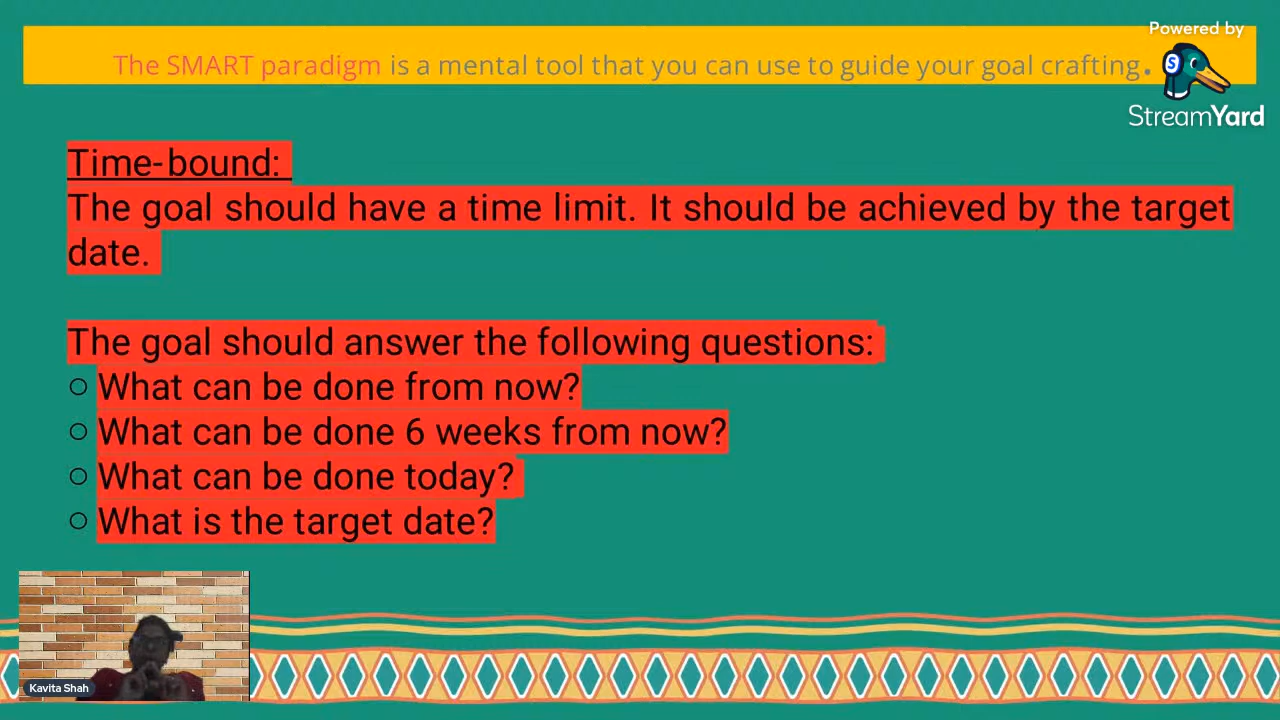 Powered by
The SMART paradigm is a mental tool that you can use to guide your goal crafting.
S
StreamYard
Time-bound:
The goal should have a time limit. It should be achieved by the target
date.
The goal should answer the following questions:
○ What can be done from now?
○ What can be done 6 weeks from now?
○ What can be done today?
○ What is the target date?
Kavita Shah